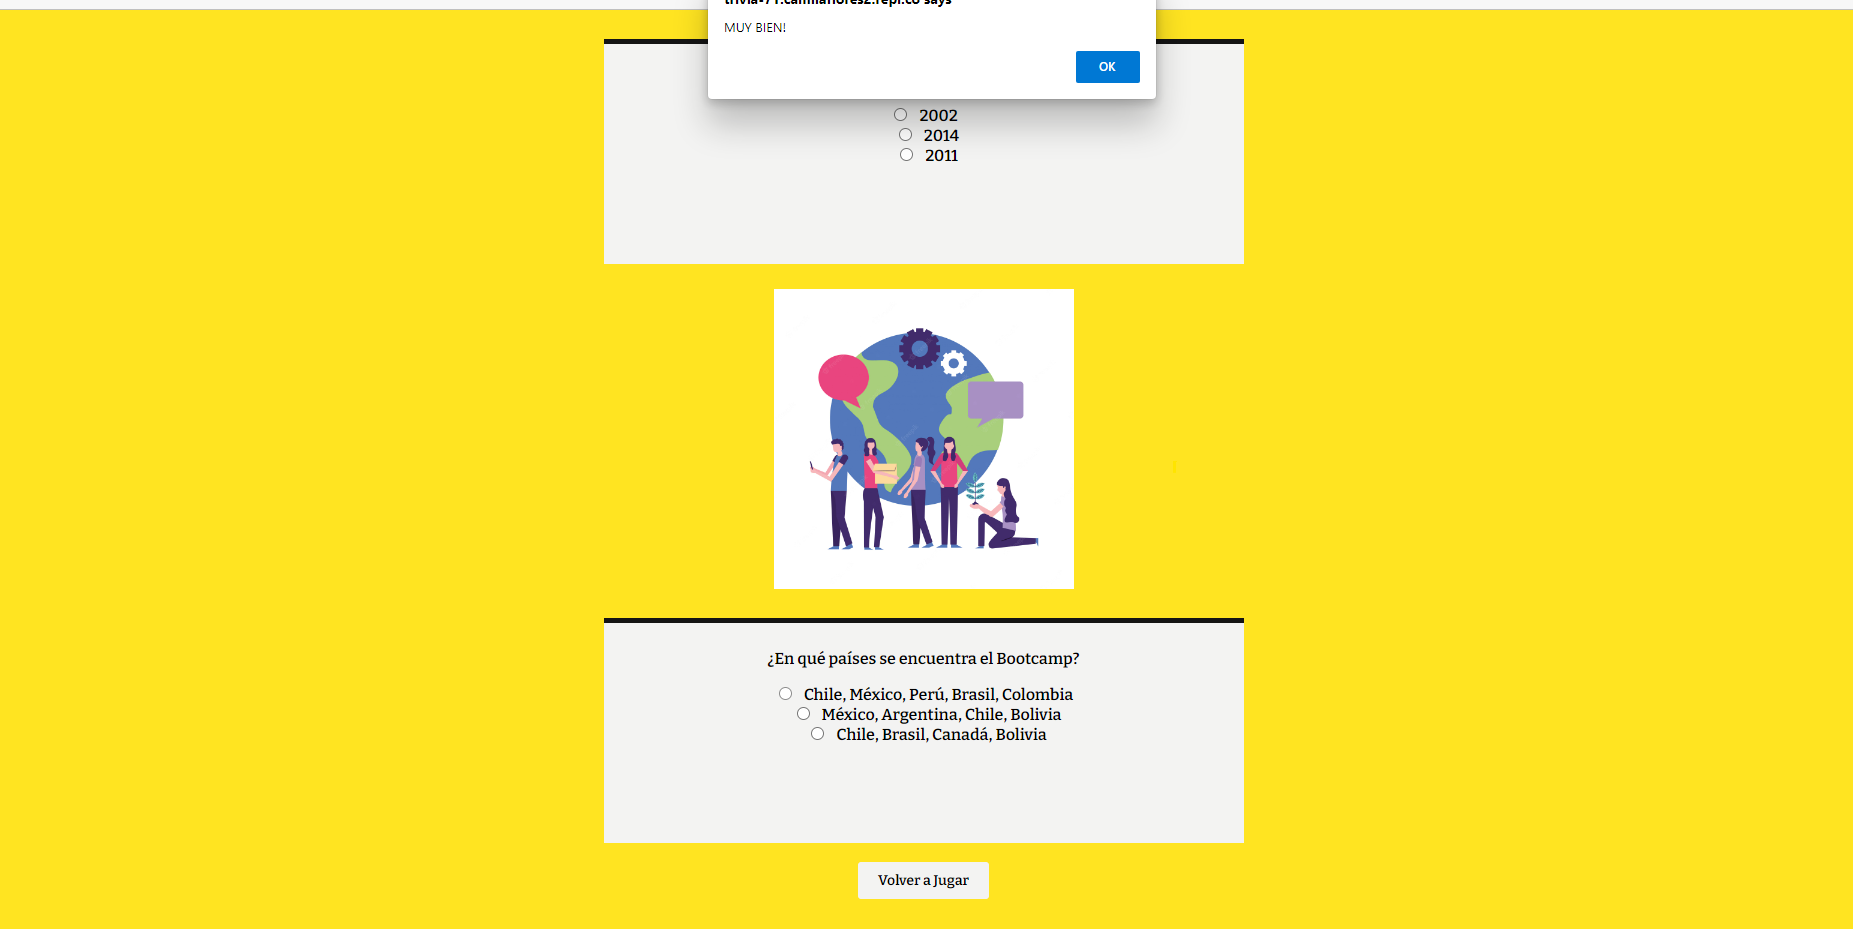 trivia-71.camilaflores2.repl.co says
MUY BIEN!
OK
2002
2014
2011
¿En qué países se encuentra el Bootcamp?
Chile, México, Perú, Brasil, Colombia
México, Argentina, Chile, Bolivia
Chile, Brasil, Canadá, Bolivia
Volver a Jugar